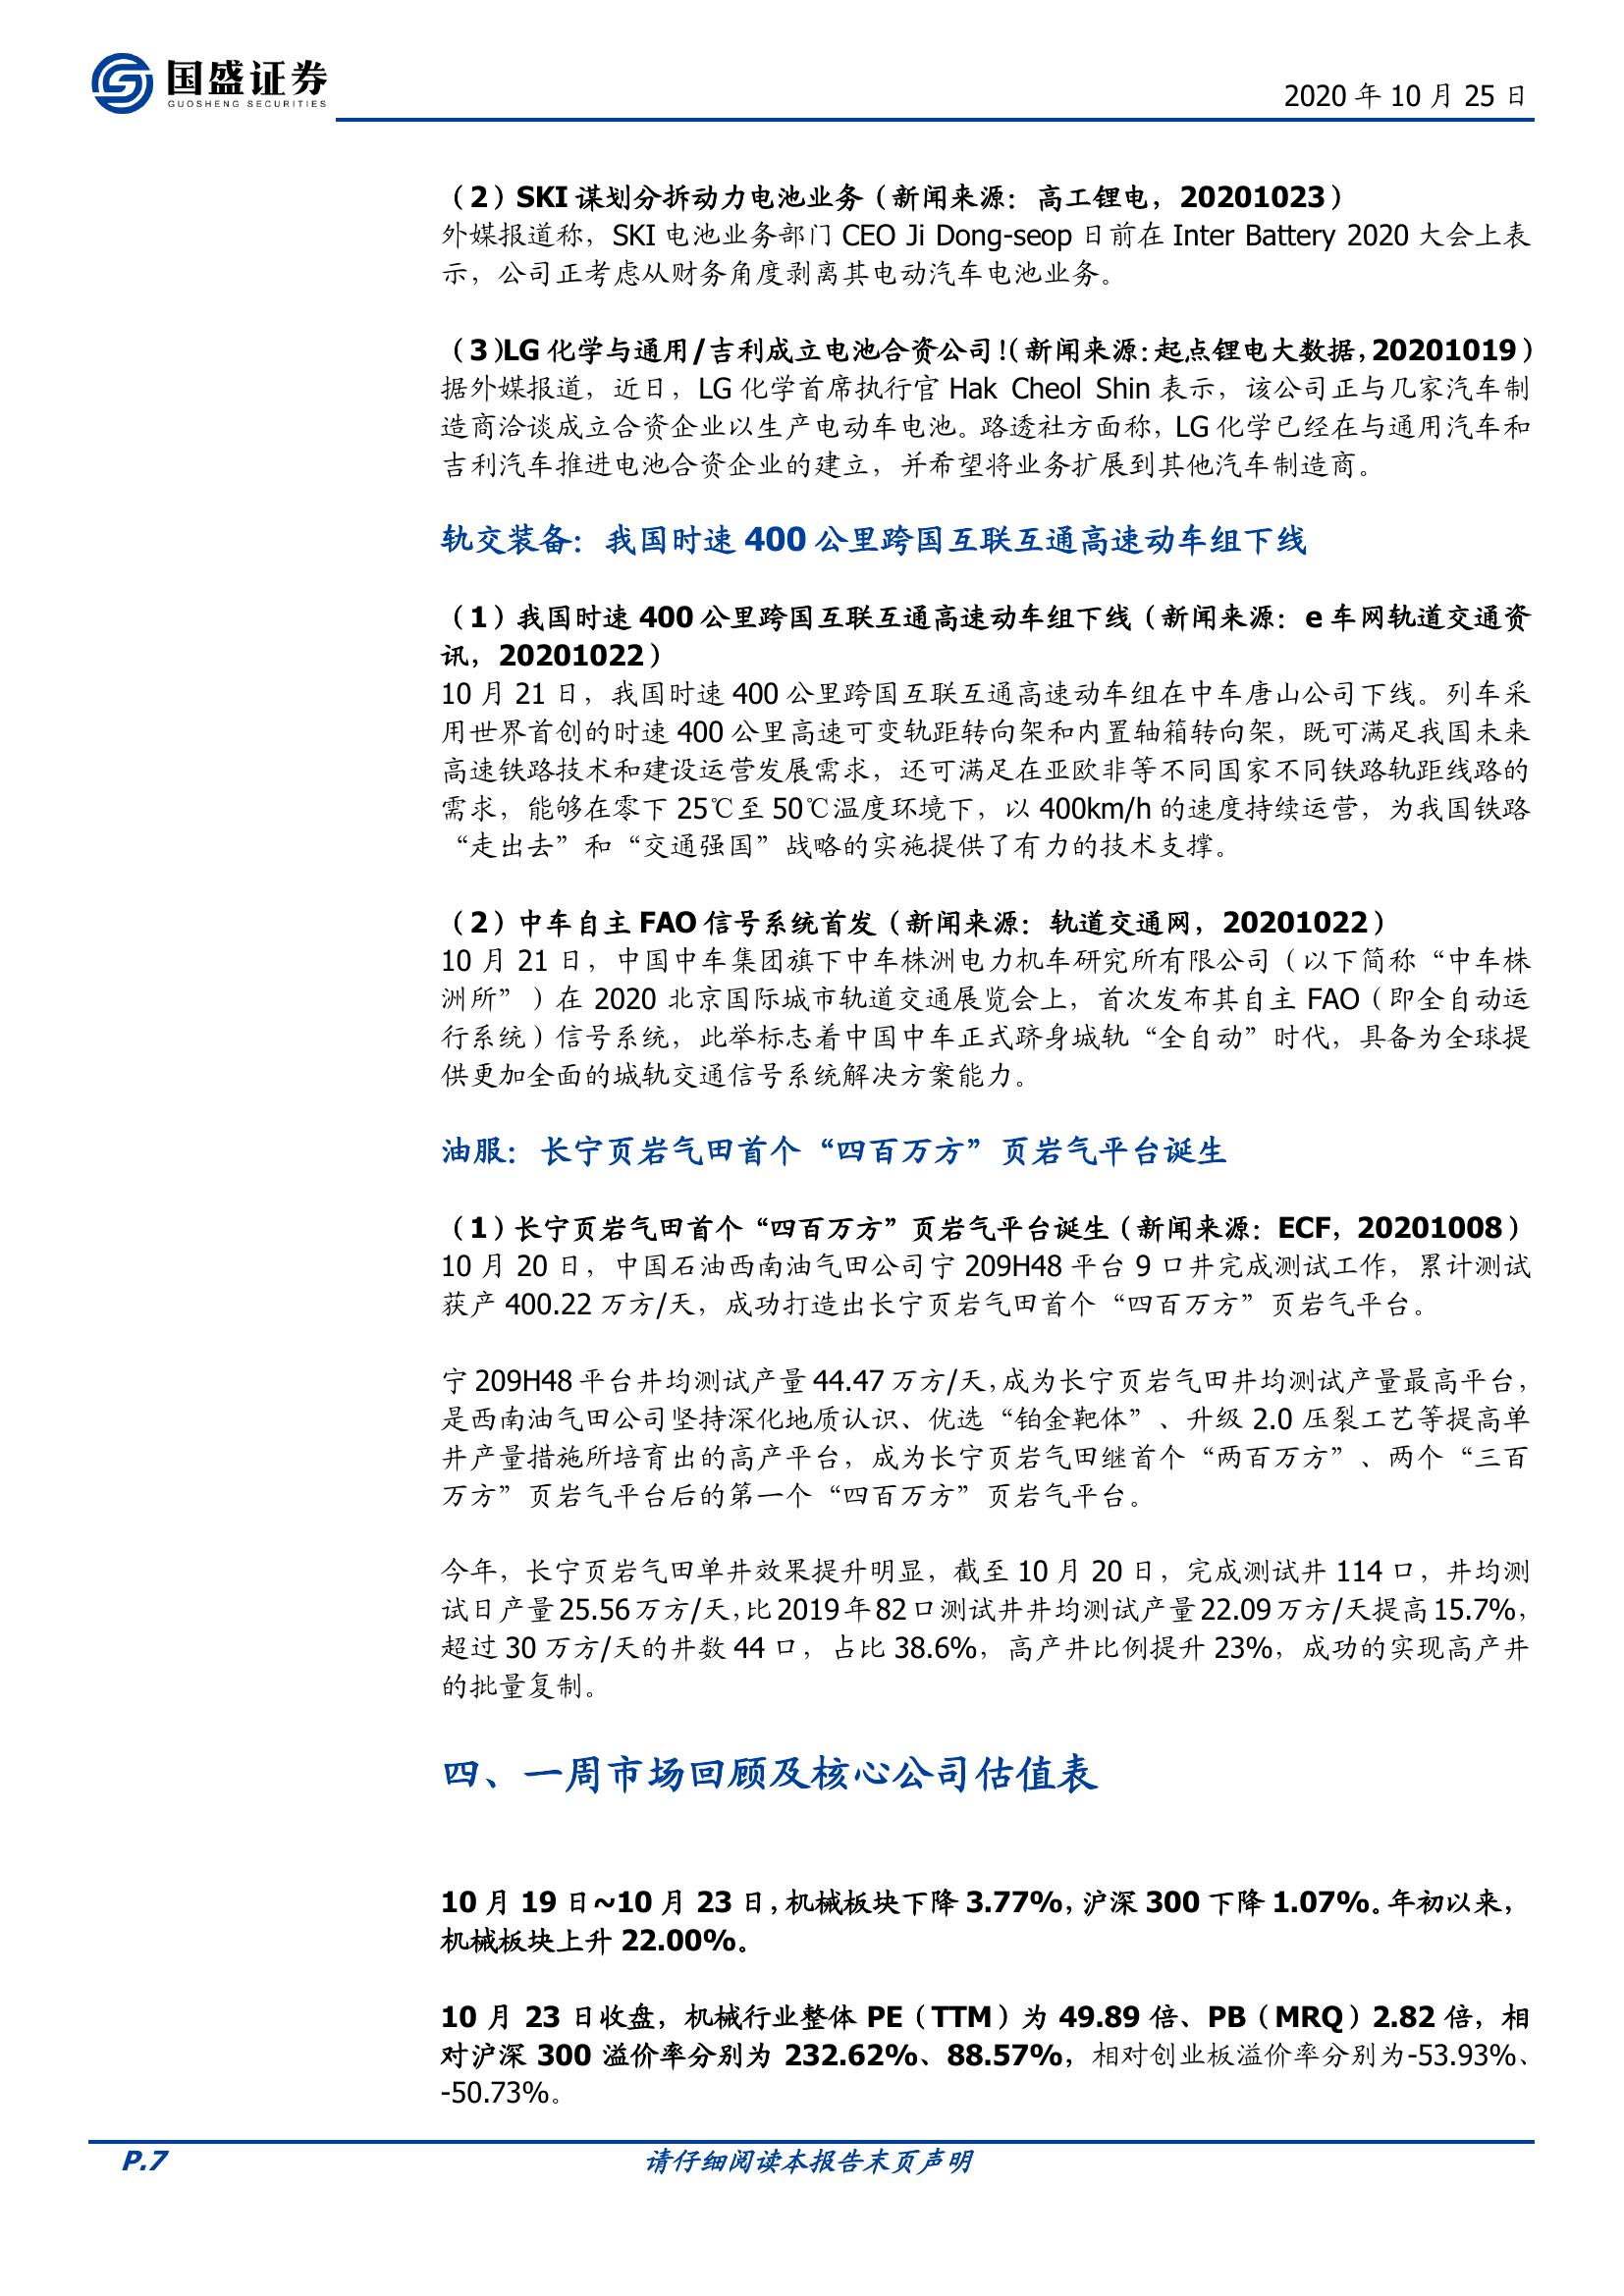 国盛证券
GUOSHENG SECURITIES
2020 年 10 月 25 日
（2）SKI 谋划分拆动力电池业务（新闻来源：高工锂电，20201023）
外媒报道称，SKI 电池业务部门 CEO Ji Dong-seop 日前在 Inter Battery 2020 大会上表
示，公司正考虑从财务角度剥离其电动汽车电池业务。
（3）LG 化学与通用/吉利成立电池合资公司！（新闻来源：起点锂电大数据，20201019）
据外媒报道，近日，LG 化学首席执行官 Hak Cheol Shin 表示，该公司正与几家汽车制
造商洽谈成立合资企业以生产电动车电池。路透社方面称，LG 化学已经在与通用汽车和
吉利汽车推进电池合资企业的建立，并希望将业务扩展到其他汽车制造商。
轨交装备：我国时速 400 公里跨国互联互通高速动车组下线
（1）我国时速 400 公里跨国互联互通高速动车组下线（新闻来源：e 车网轨道交通资
讯，20201022）
10 月 21 日，我国时速 400 公里跨国互联互通高速动车组在中车唐山公司下线。列车采
用世界首创的时速 400 公里高速可变轨距转向架和内置轴箱转向架，既可满足我国未来
高速铁路技术和建设运营发展需求，还可满足在亚欧非等不同国家不同铁路轨距线路的
需求，能够在零下 25℃至 50℃温度环境下，以 400km/h 的速度持续运营，为我国铁路
“走出去”和“交通强国”战略的实施提供了有力的技术支撑。
（2）中车自主 FAO 信号系统首发（新闻来源：轨道交通网，20201022）
10 月 21 日，中国中车集团旗下中车株洲电力机车研究所有限公司（以下简称“中车株
洲所”）在 2020 北京国际城市轨道交通展览会上，首次发布其自主 FAO（即全自动运
行系统）信号系统，此举标志着中国中车正式跻身城轨“全自动”时代，具备为全球提
供更加全面的城轨交通信号系统解决方案能力。
油服：长宁页岩气田首个“四百万方”页岩气平台诞生
（1）长宁页岩气田首个“四百万方”页岩气平台诞生（新闻来源：ECF，20201008）
10 月 20 日，中国石油西南油气田公司宁 209H48 平台 9 口井完成测试工作，累计测试
获产 400.22 万方/天，成功打造出长宁页岩气田首个“四百万方”页岩气平台。
宁 209H48 平台井均测试产量 44.47 万方/天，成为长宁页岩气田井均测试产量最高平台，
是西南油气田公司坚持深化地质认识、优选“铂金靶体”、升级 2.0 压裂工艺等提高单
井产量措施所培育出的高产平台，成为长宁页岩气田继首个“两百万方”、两个“三百
万方”页岩气平台后的第一个“四百万方”页岩气平台。
今年，长宁页岩气田单井效果提升明显，截至 10 月 20 日，完成测试井 114 口，井均测
试日产量 25.56 万方/天，比 2019 年 82 口测试井井均测试产量 22.09 万方/天提高 15.7%，
超过 30 万方/天的井数 44 口，占比 38.6%，高产井比例提升 23%，成功的实现高产井
的批量复制。
四、一周市场回顾及核心公司估值表
10 月 19 日~10 月 23 日，机械板块下降 3.77%，沪深 300 下降 1.07%。年初以来，
机械板块上升 22.00%。
10 月 23 日收盘，机械行业整体 PE（TTM）为 49.89 倍、PB（MRQ）2.82 倍，相
对沪深 300 溢价率分别为 232.62%、88.57%，相对创业板溢价率分别为-53.93%、
-50.73%。
P.7
请仔细阅读本报告末页声明